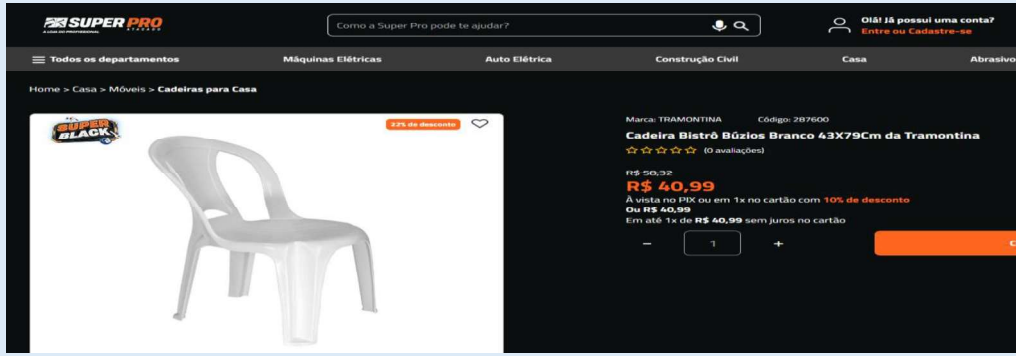 SUPER PRO
A LOJA DO PROFISSIONAL ATACADO
Como a Super Pro pode te ajudar?
Olá! Já possui uma conta?
Entre ou Cadastre-se
Todos os departamentos Máquinas Elétricas Auto Elétrica Construção Civil Casa Abrasivo
Home > Casa > Móveis > Cadeiras para Casa
SUPER BLACK
22% de desconto
Marca: TRAMONTINA Código: 287600
Cadeira Bistrô Búzios Branco 43X79Cm da Tramontina
(0 avaliações)
R$ 50,32
R$ 40,99
À vista no PIX ou em 1x no cartão com 10% de desconto
Ou R$ 40,99
Em até 1x de R$ 40,99 sem juros no cartão
− 1 +
C